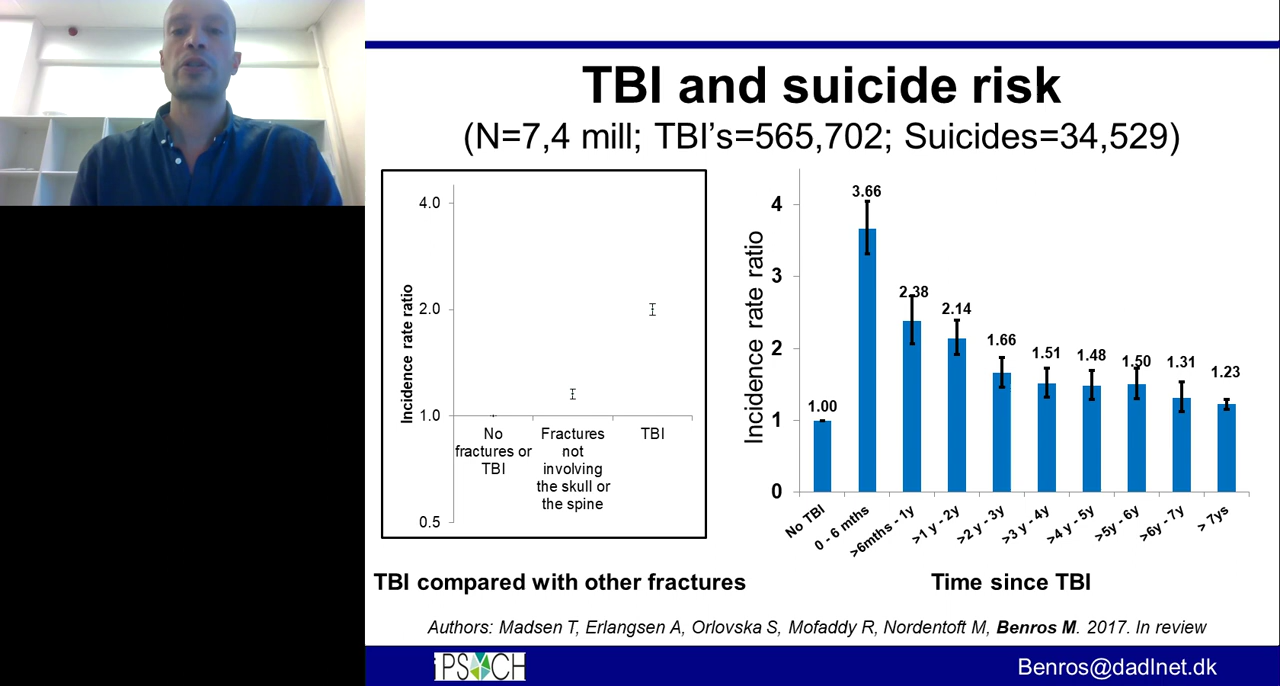 TBI and suicide risk
(N=7,4 mill; TBI's=565,702; Suicides=34,529)
Incidence rate ratio
4.0
2.0
1.0
0.5
No fractures or TBI
Fractures not involving the skull or the spine
TBI
TBI compared with other fractures
Incidence rate ratio
4
3
2
1
0
1.00
3.66
2.38
2.14
1.66
1.51
1.48
1.50
1.31
1.23
No TBI
0 - 6 mths
>6mths - 1y
>1 y - 2y
>2 y - 3y
>3 y - 4y
>4 y - 5y
>5y - 6y
>6y - 7y
> 7ys
Time since TBI
Authors: Madsen T, Erlangsen A, Orlovska S, Mofaddy R, Nordentoft M, Benros M. 2017. In review
iPSYCH
Benros@dadlnet.dk